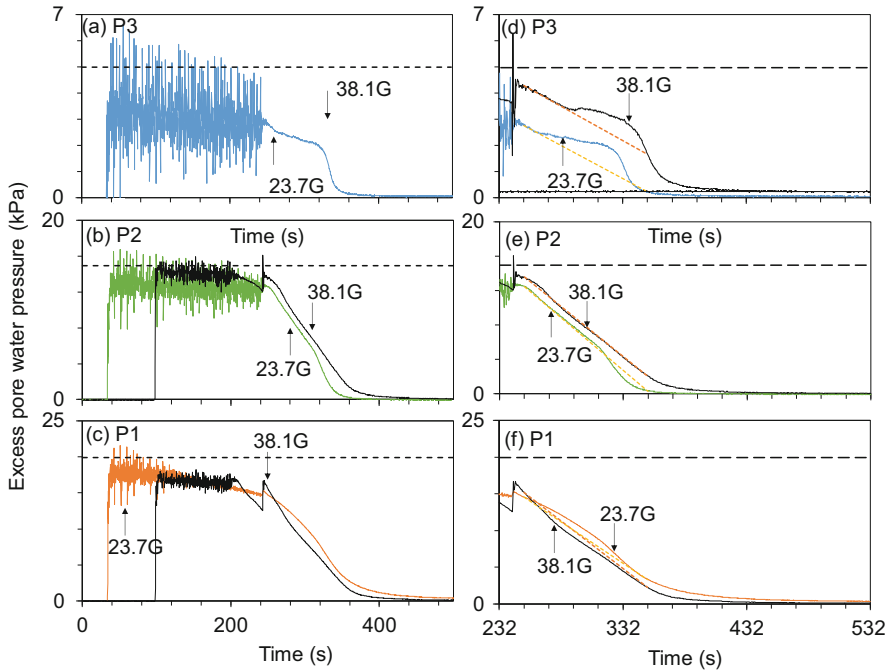 Excess pore water pressure (kPa)
7
(a) P3
38.1G
23.7G
0
20
(b) P2
Time (s)
38.1G
23.7G
0
25
(c) P1
38.1G
23.7G
0
0 200 400
Time (s)
7
(d) P3
38.1G
23.7G
0
20
(e) P2
Time (s)
38.1G
23.7G
0
25
(f) P1
23.7G
38.1G
0
232 332 432 532
Time (s)